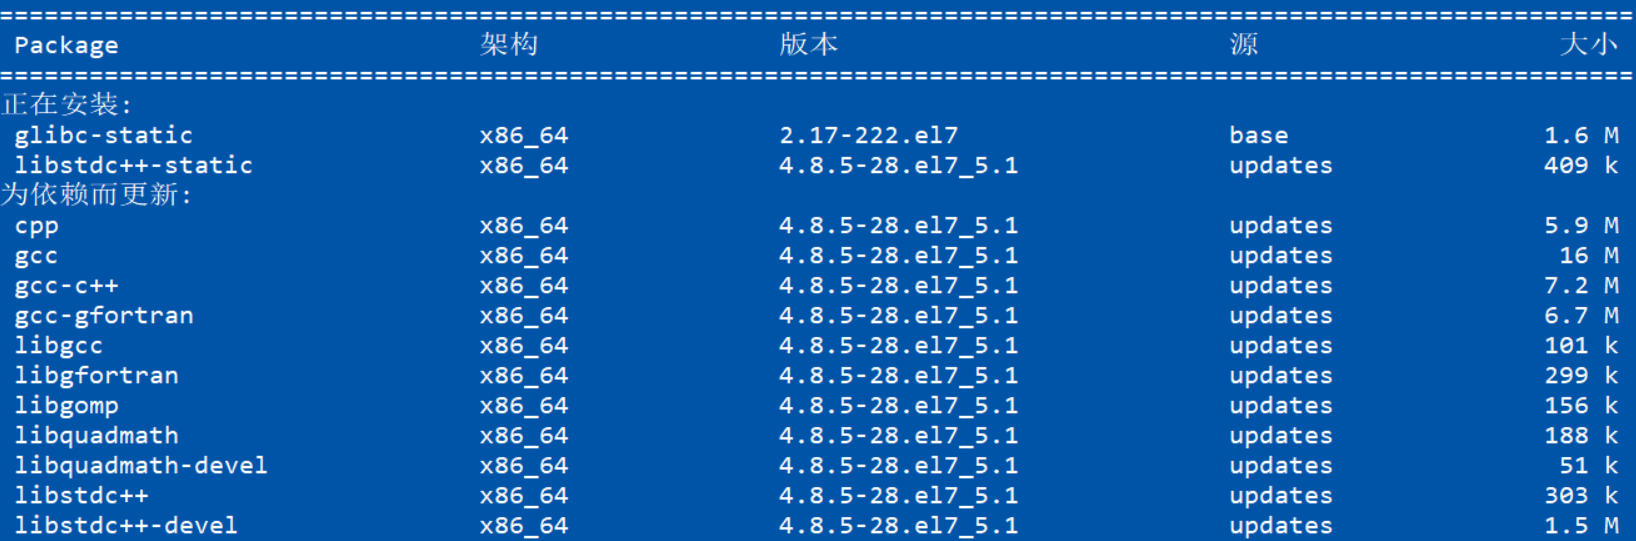 ================================================================================================================
Package 架构 版本 源 大小
================================================================================================================
正在安装:
glibc-static x86_64 2.17-222.el7 base 1.6 M
libstdc++-static x86_64 4.8.5-28.el7_5.1 updates 409 k
为依赖而更新:
cpp x86_64 4.8.5-28.el7_5.1 updates 5.9 M
gcc x86_64 4.8.5-28.el7_5.1 updates 16 M
gcc-c++ x86_64 4.8.5-28.el7_5.1 updates 7.2 M
gcc-gfortran x86_64 4.8.5-28.el7_5.1 updates 6.7 M
libgcc x86_64 4.8.5-28.el7_5.1 updates 101 k
libgfortran x86_64 4.8.5-28.el7_5.1 updates 299 k
libgomp x86_64 4.8.5-28.el7_5.1 updates 156 k
libquadmath x86_64 4.8.5-28.el7_5.1 updates 188 k
libquadmath-devel x86_64 4.8.5-28.el7_5.1 updates 51 k
libstdc++ x86_64 4.8.5-28.el7_5.1 updates 303 k
libstdc++-devel x86_64 4.8.5-28.el7_5.1 updates 1.5 M